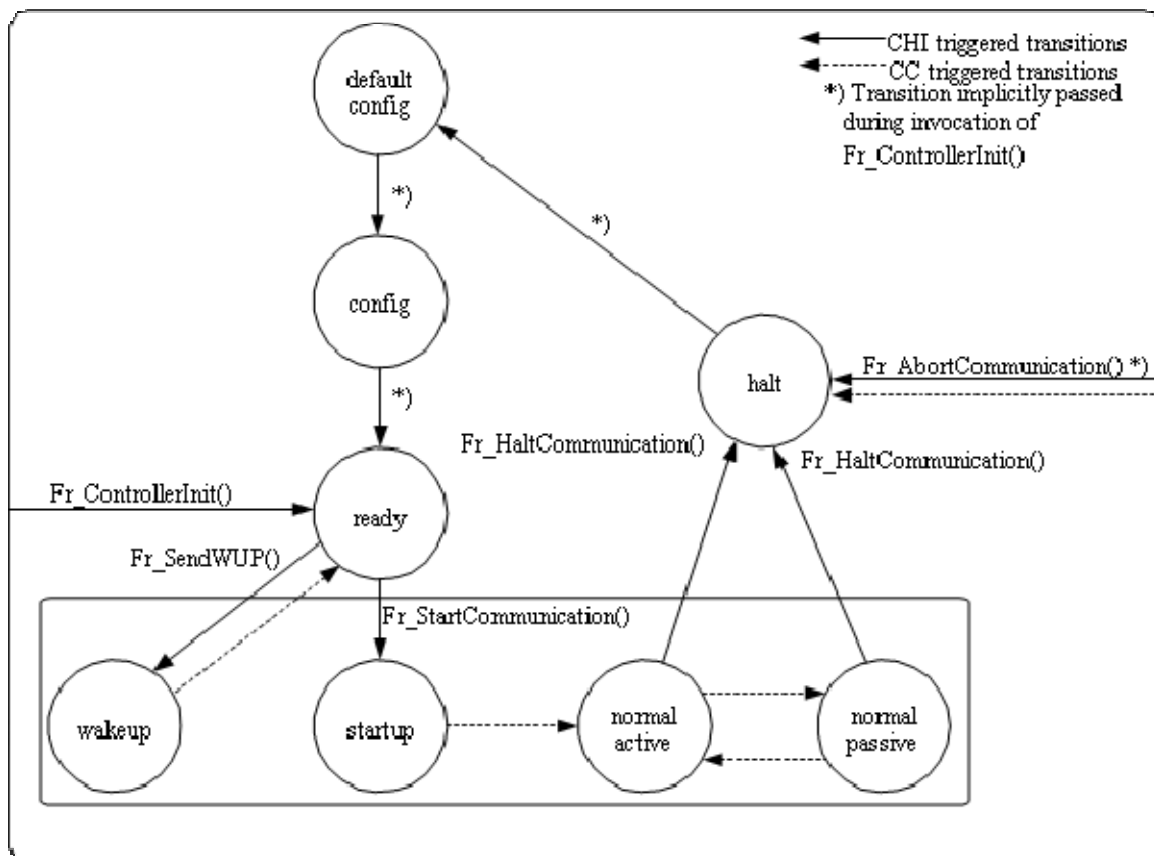 default
config
CHI triggered transitions
CC triggered transitions
*) Transition implicitly passed
during invocation of
Fr_ControllerInit()
*)
*)
config
halt
Fr_AbortCommunication() *)
*)
Fr_HaltCommunication()
Fr_HaltCommunication()
Fr_ControllerInit()
ready
Fr_SendWUP()
Fr_StartCommunication()
wakeup
startup
normal
active
normal
passive